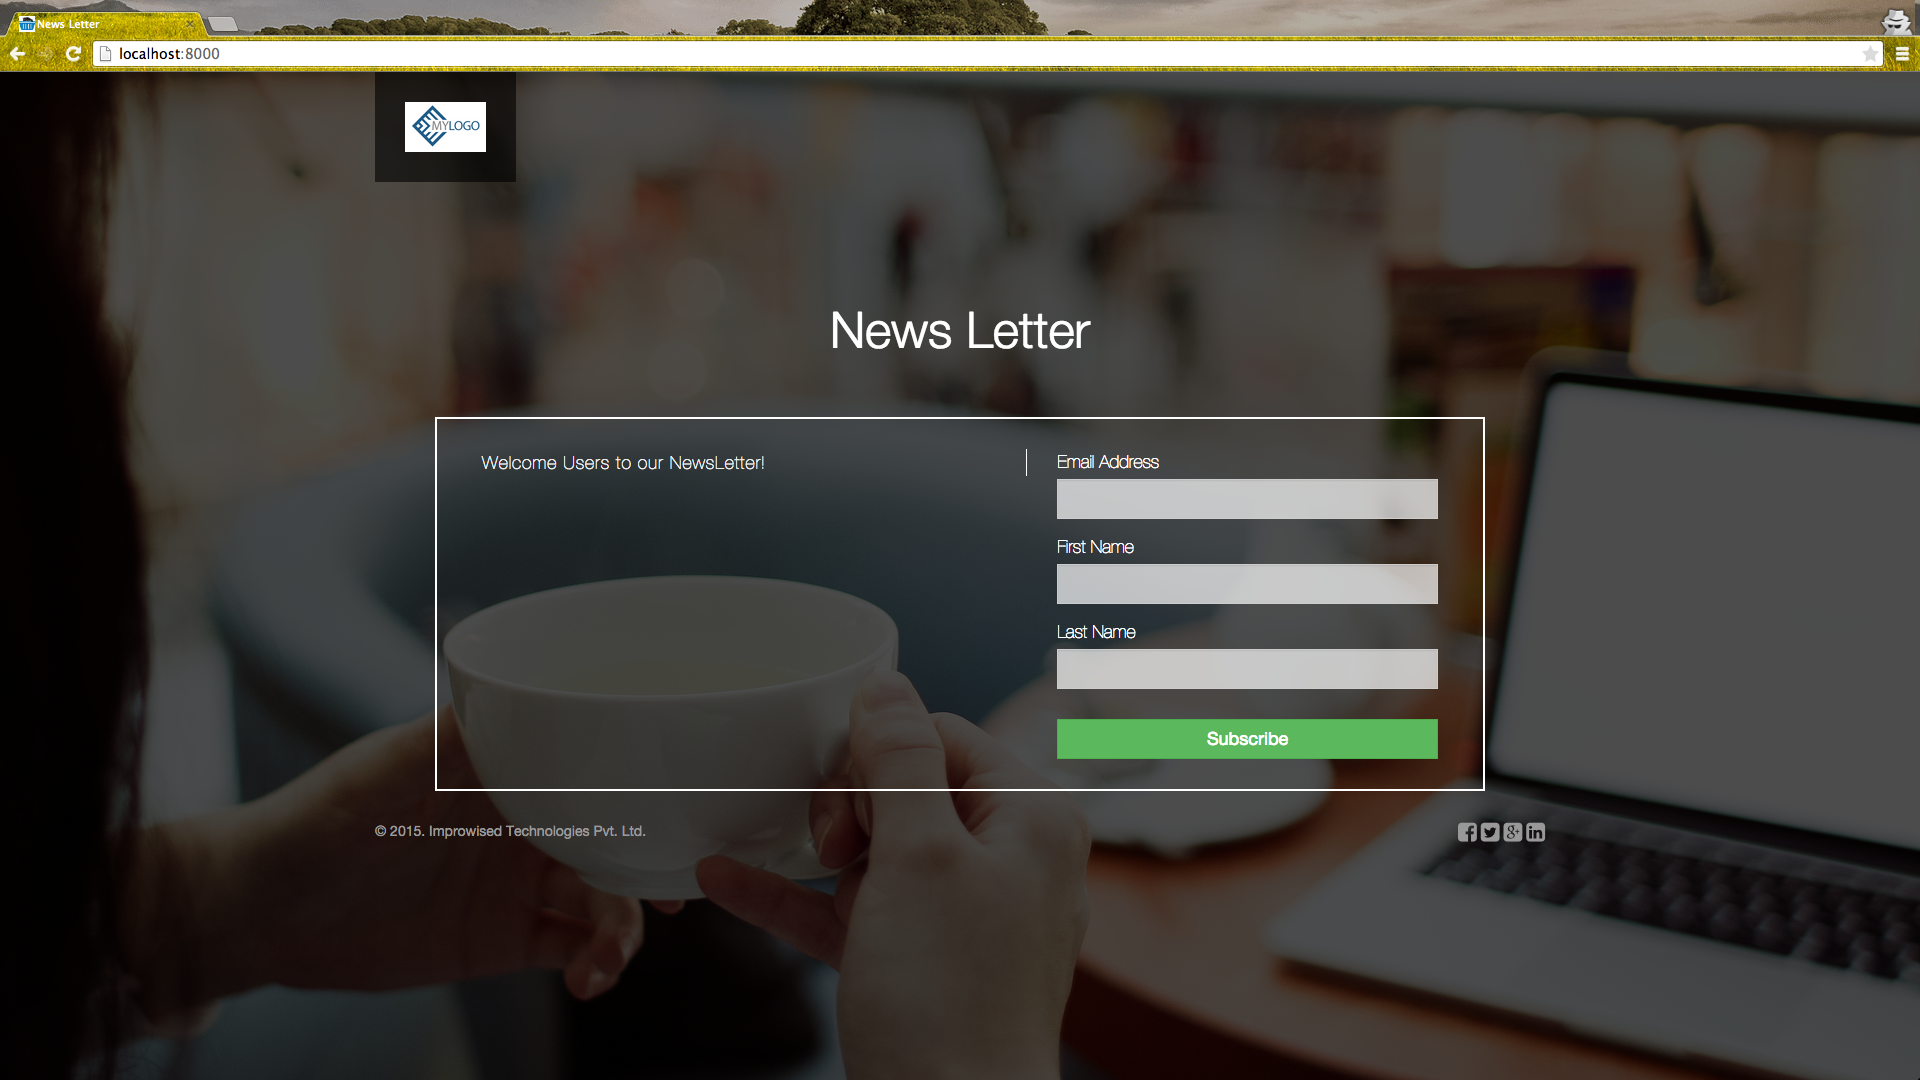 News Letter
localhost:8000
MYLOGO
News Letter
Welcome Users to our NewsLetter!
Email Address
First Name
Last Name
Subscribe
© 2015. Improwised Technologies Pvt. Ltd.